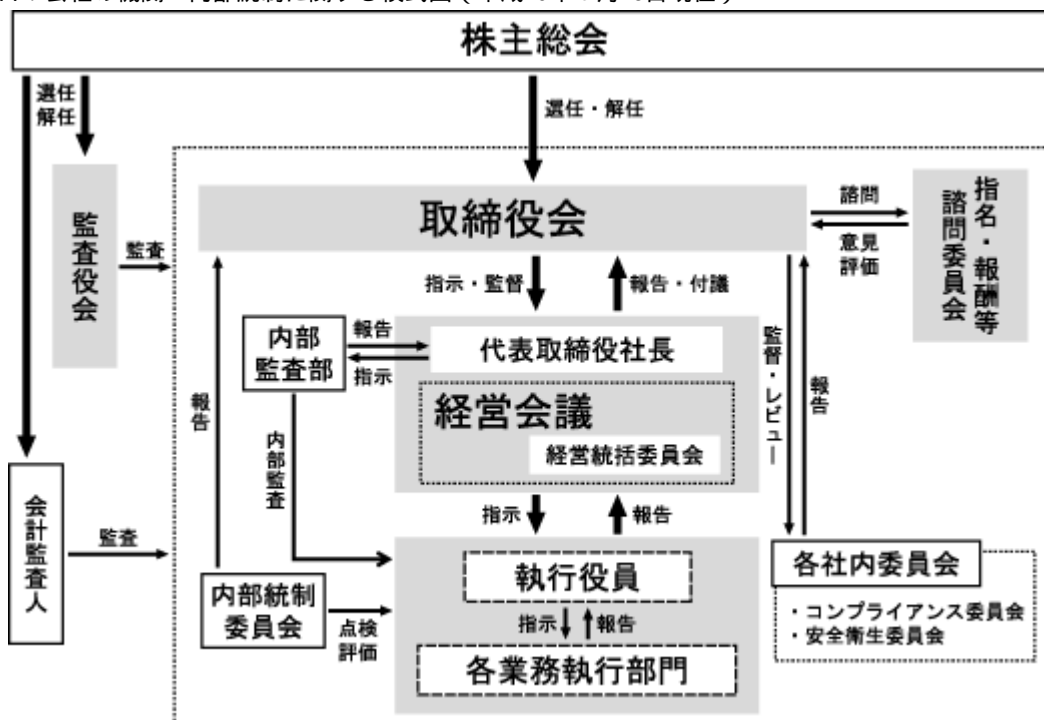 株主総会
選任
解任
選任・解任
監査役会
監査
取締役会
諮問
意見
評価
指名・報酬等
諮問委員会
指示・監督
報告・付議
内部
監査部
報告
指示
代表取締役社長
経営会議
経営統括委員会
監督・レビュー
報告
報告
内部監査
指示
報告
会計監査人
監査
内部統制
委員会
点検
評価
執行役員
指示
報告
各業務執行部門
各社内委員会
・コンプライアンス委員会
・安全衛生委員会